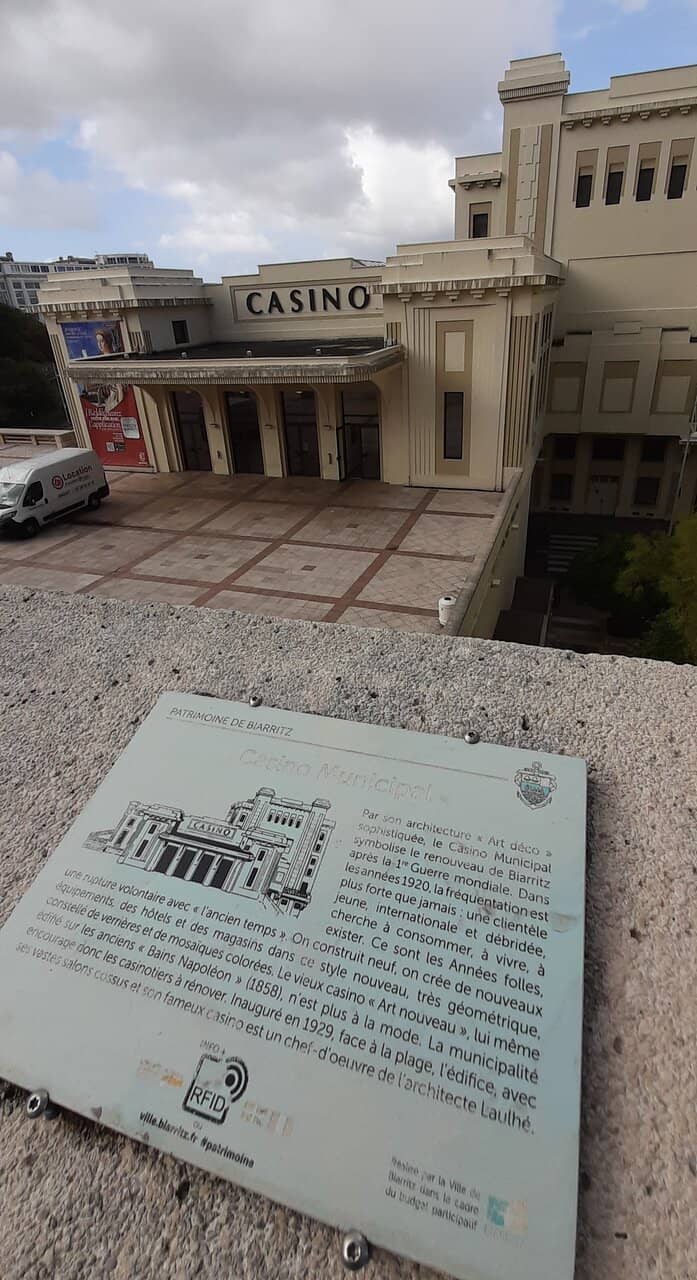 CASINO
Location
PATRIMOINE DE BIARRITZ
Casino Municipal
CASINO
Par son architecture « Art déco »
sophistiquée, le Casino Municipal
symbolise le renouveau de Biarritz
après la 1re Guerre mondiale. Dans
les années 1920, la fréquentation est
plus forte que jamais : une clientèle
jeune, internationale et débridée,
cherche à consommer, à vivre, à
exister. Ce sont les Années folles,
une rupture volontaire avec « l'ancien temps ». On construit neuf, on crée de nouveaux
équipements, des hôtels et des magasins dans ce style nouveau, très géométrique,
constellé de verrières et de mosaïques colorées. Le vieux casino « Art nouveau », lui même
édifié sur les anciens « Bains Napoléon » (1858), n'est plus à la mode. La municipalité
encourage donc les casinotiers à rénover. Inauguré en 1929, face à la plage, l'édifice, avec
ses vastes salons cossus et son fameux casino est un chef-d'oeuvre de l'architecte Laulhé.
INFO +
RFID
ou
ville.biarritz.fr #patrimoine
Réalisé par la Ville de
Biarritz dans le cadre
du budget participatif